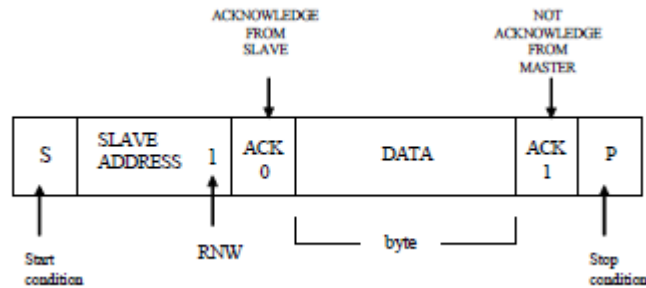 ACKNOWLEDGE
FROM
SLAVE
NOT
ACKNOWLEDGE
FROM
MASTER
S
SLAVE
ADDRESS 1
ACK
0
DATA
ACK
1
P
Start
condition
RNW
byte
Stop
condition